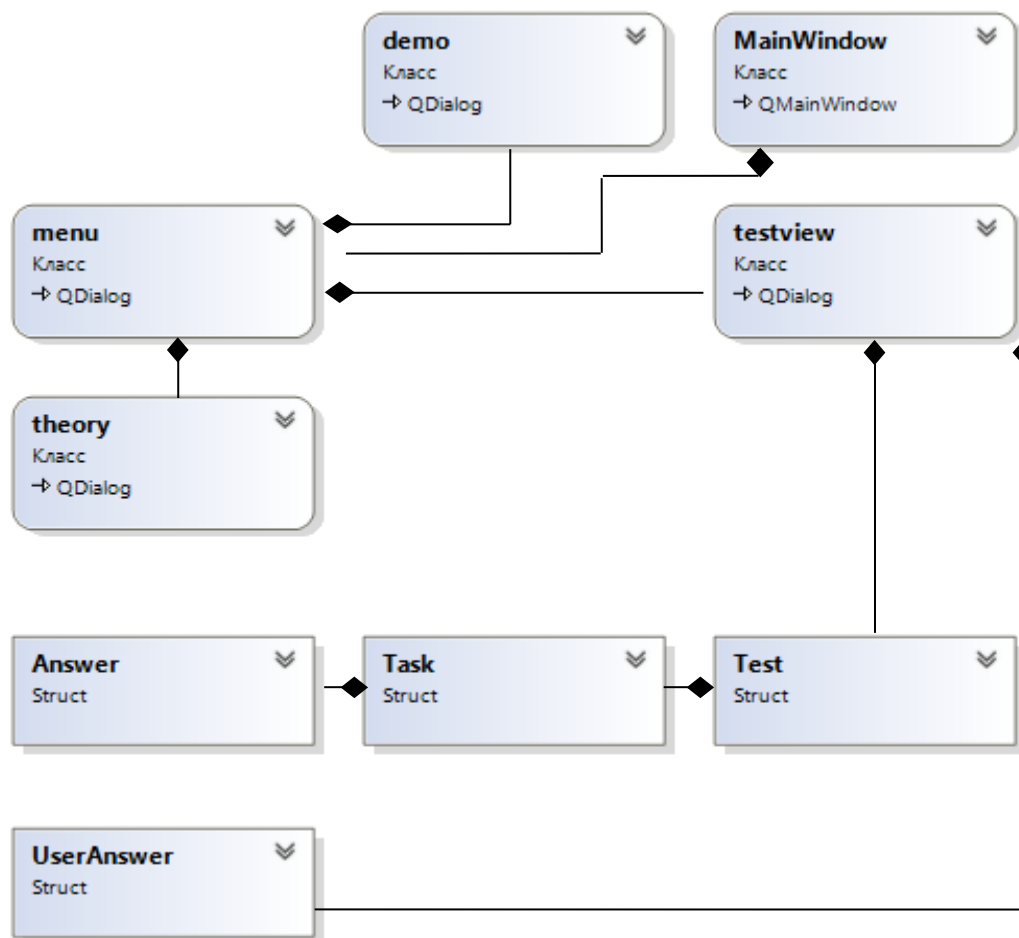 demo
Класс
QDialog
MainWindow
Класс
QMainWindow
menu
Класс
QDialog
testview
Класс
QDialog
theory
Класс
QDialog
Answer
Struct
Task
Struct
Test
Struct
UserAnswer
Struct